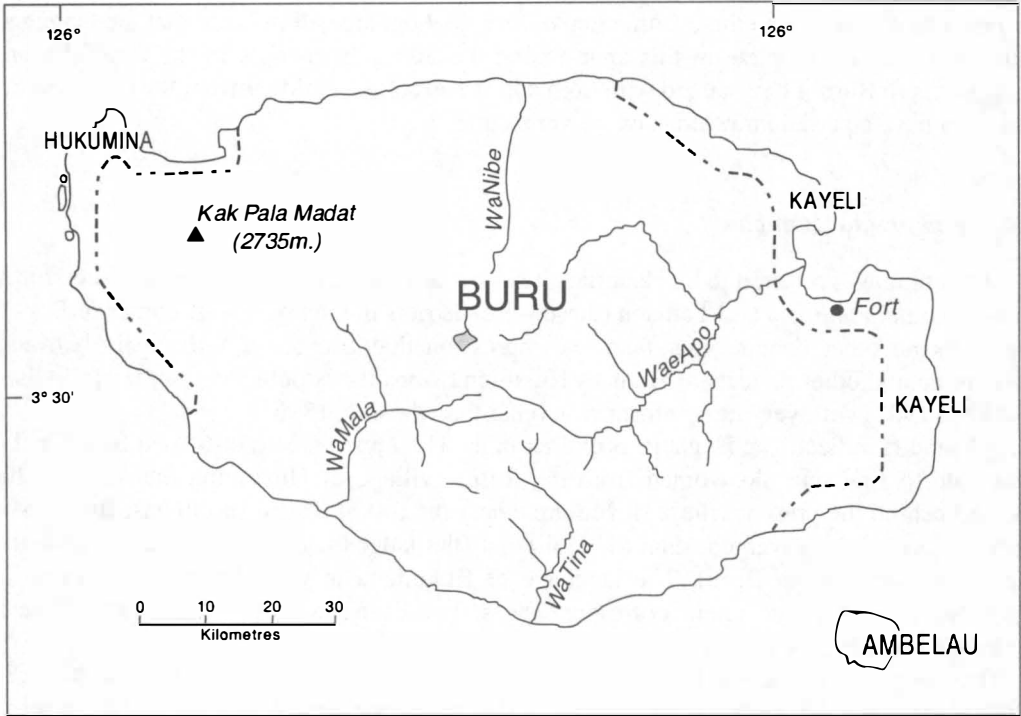 126°
126°
HUKUMINA
Kak Pala Madat
(2735m.)
WaNibe
KAYELI
BURU
Fort
WaeApo
3° 30'
KAYELI
WaMala
WaTina
0 10 20 30
Kilometres
AMBELAU